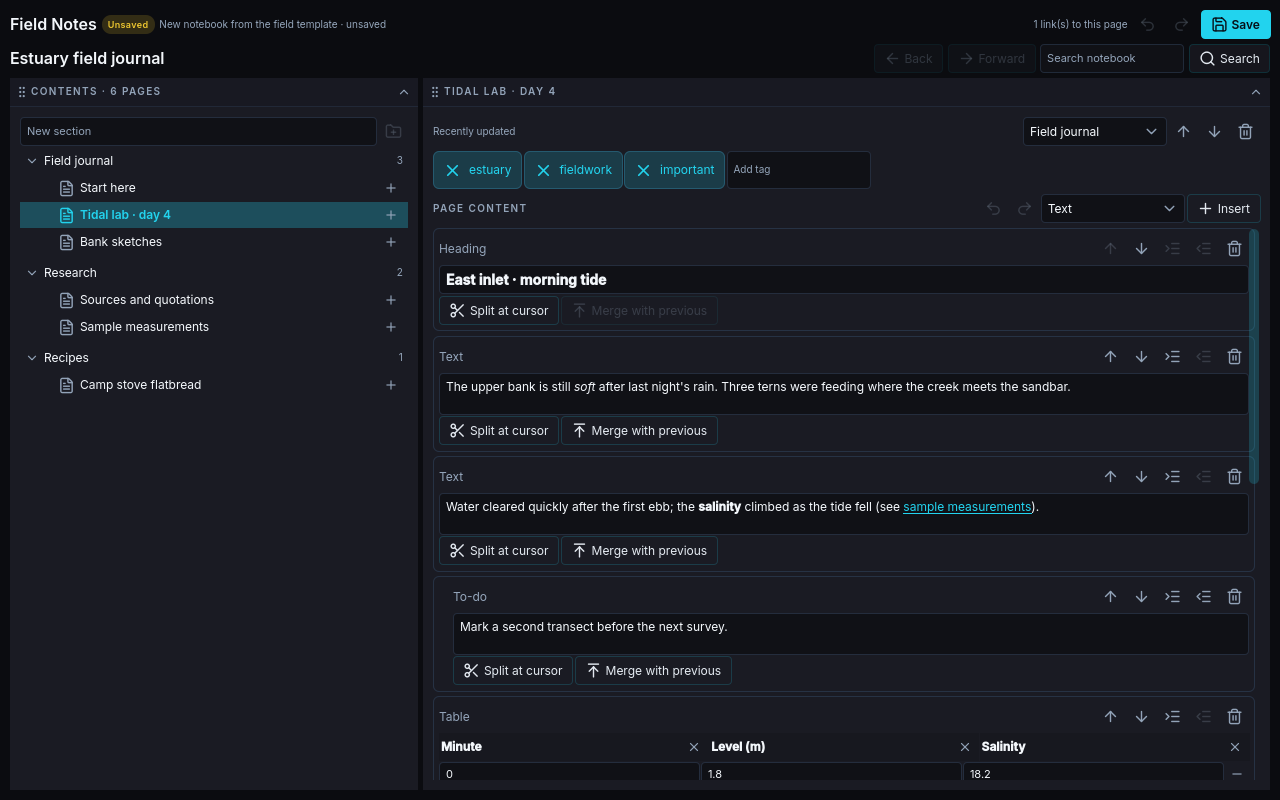 Field Notes Unsaved New notebook from the field template · unsaved 1 link(s) to this page Save
Estuary field journal Back Forward Search notebook Search
CONTENTS · 6 PAGES
New section
Field journal 3
Start here
Tidal lab · day 4
Bank sketches
Research 2
Sources and quotations
Sample measurements
Recipes 1
Camp stove flatbread
TIDAL LAB · DAY 4
Recently updated Field journal
estuary fieldwork important Add tag
PAGE CONTENT Text Insert
Heading
East inlet · morning tide
Split at cursor Merge with previous
Text
The upper bank is still soft after last night's rain. Three terns were feeding where the creek meets the sandbar.
Split at cursor Merge with previous
Text
Water cleared quickly after the first ebb; the salinity climbed as the tide fell (see sample measurements).
Split at cursor Merge with previous
To-do
Mark a second transect before the next survey.
Split at cursor Merge with previous
Table
Minute Level (m) Salinity
0 1.8 18.2